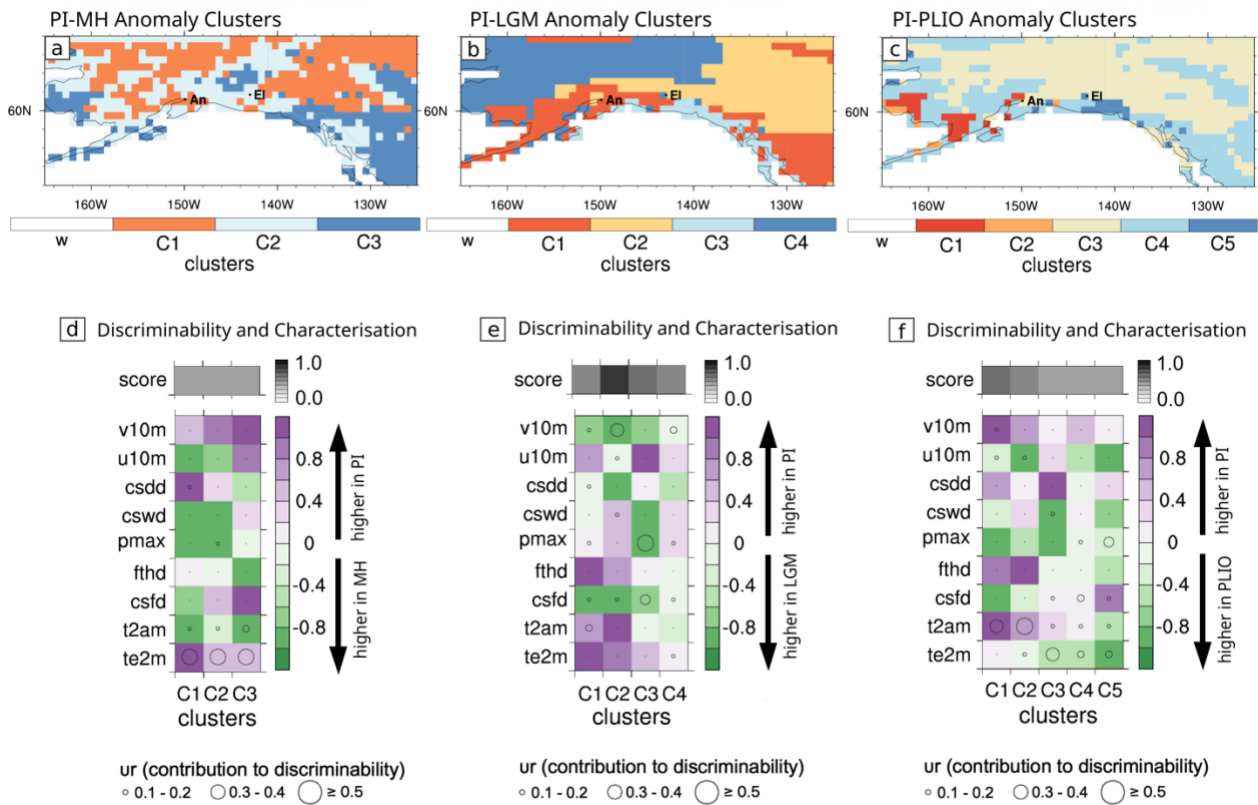 PI-MH Anomaly Clusters
PI-LGM Anomaly Clusters
PI-PLIO Anomaly Clusters
a
b
c
An
El
An
El
An
El
60N
60N
60N
160W 150W 140W 130W
160W 150W 140W 130W
160W 150W 140W 130W
w C1 C2 C3
w C1 C2 C3 C4
w C1 C2 C3 C4 C5
clusters
clusters
clusters
d Discriminability and Characterisation
score
1.0
0.0
v10m
u10m
csdd
cswd
pmax
fthd
csfd
t2am
te2m
0.8
0.4
0
-0.4
-0.8
higher in PI
higher in MH
C1 C2 C3
clusters
ur (contribution to discriminability)
0.1 - 0.2 0.3 - 0.4 ≥ 0.5
e Discriminability and Characterisation
score
1.0
0.0
v10m
u10m
csdd
cswd
pmax
fthd
csfd
t2am
te2m
0.8
0.4
0
-0.4
-0.8
higher in PI
higher in LGM
C1 C2 C3 C4
clusters
ur (contribution to discriminability)
0.1 - 0.2 0.3 - 0.4 ≥ 0.5
f Discriminability and Characterisation
score
1.0
0.0
v10m
u10m
csdd
cswd
pmax
fthd
csfd
t2am
te2m
0.8
0.4
0
-0.4
-0.8
higher in PI
higher in PLIO
C1 C2 C3 C4 C5
clusters
ur (contribution to discriminability)
0.1 - 0.2 0.3 - 0.4 ≥ 0.5